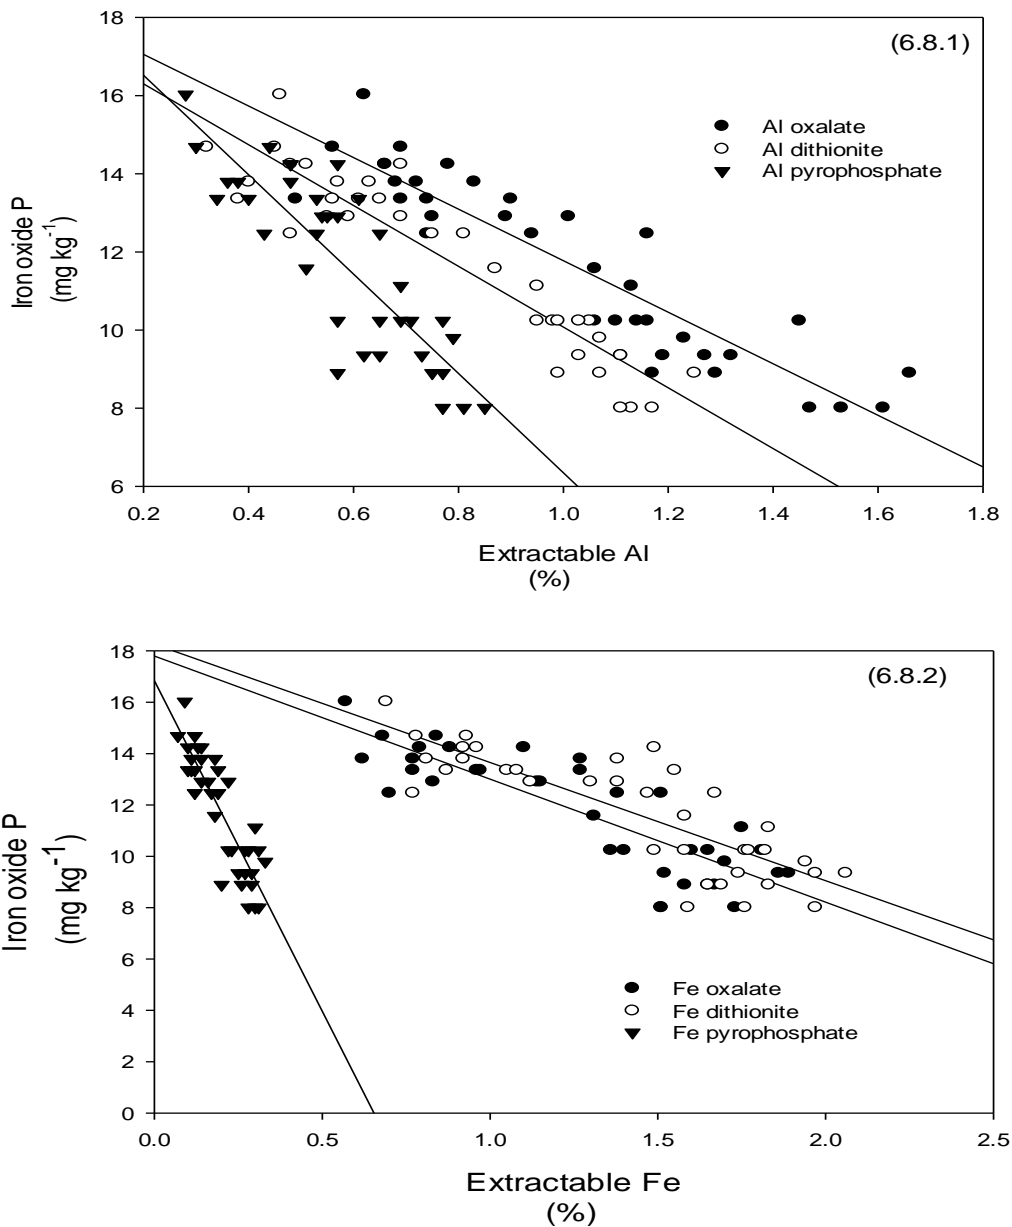 18
(6.8.1)
16
Al oxalate
Al dithionite
Al pyrophosphate
14
12
10
8
6
Iron oxide P
(mg kg⁻¹)
0.2 0.4 0.6 0.8 1.0 1.2 1.4 1.6 1.8
Extractable Al
(%)
18
(6.8.2)
16
14
12
10
8
6
4
2
0
Iron oxide P
(mg kg⁻¹)
Fe oxalate
Fe dithionite
Fe pyrophosphate
0.0 0.5 1.0 1.5 2.0 2.5
Extractable Fe
(%)